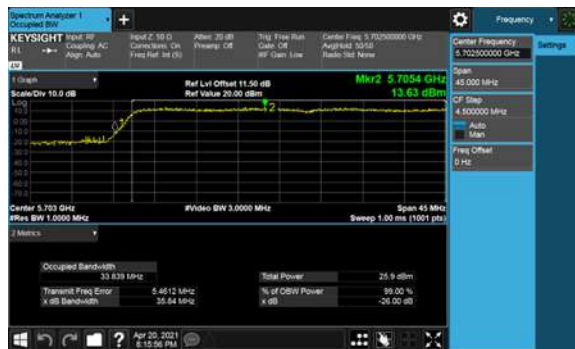 Spectrum Analyzer 1
Occupied BW
Frequency
KEYSIGHT Input: RF
RL Coupling: AC
Align: Auto
Input Z: 50 Ω
Corrections: On
Freq Ref: Int (S)
Atten: 20 dB
Preamp: Off
Trig: Free Run
Gate: Off
#IF Gain: Low
Center Freq: 5.702500000 GHz
Avg|Hold: 50/50
Radio Std: None
Center Frequency
5.702500000 GHz
Settings
Span
45.000 MHz
CF Step
4.500000 MHz
Auto
Man
Freq Offset
0 Hz
1 Graph
Scale/Div 10.0 dB
Ref Lvl Offset 11.50 dB
Ref Value 20.00 dBm
Mkr2 5.7054 GHz
13.63 dBm
Log
2
Center 5.703 GHz
#Res BW 1.0000 MHz
#Video BW 3.0000 MHz
Span 45 MHz
Sweep 1.00 ms (1001 pts)
2 Metrics
Occupied Bandwidth
33.839 MHz
Total Power 25.9 dBm
Transmit Freq Error 5.4612 MHz
% of OBW Power 99.00 %
x dB Bandwidth 35.84 MHz
x dB -26.00 dB
Apr 20, 2021
8:15:56 PM